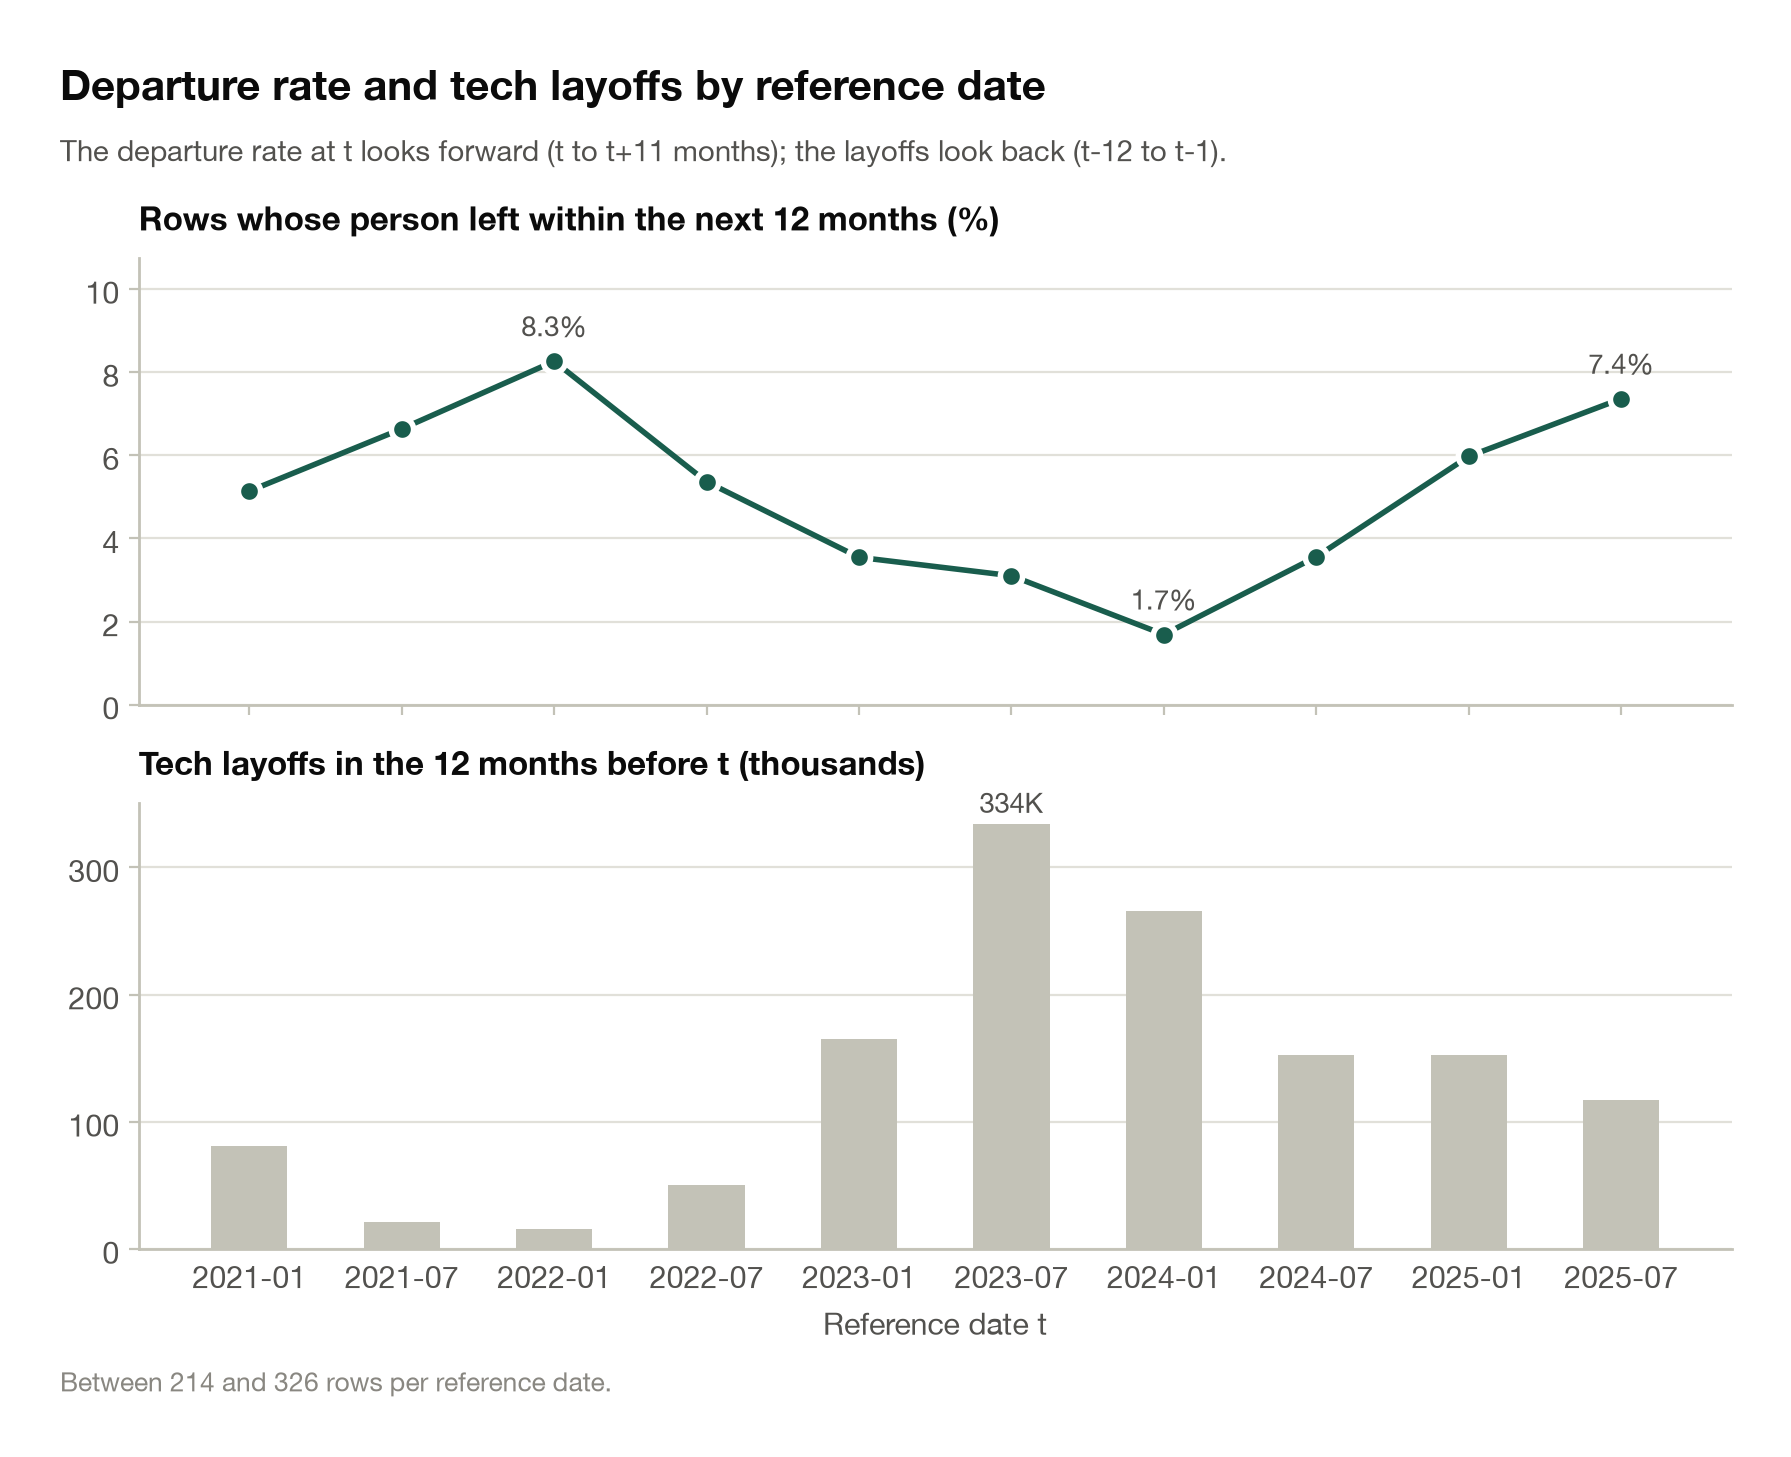 Departure rate and tech layoffs by reference date
The departure rate at t looks forward (t to t+11 months); the layoffs look back (t-12 to t-1).
Rows whose person left within the next 12 months (%)
10
8.3%
8
7.4%
6
4
1.7%
2
0
Tech layoffs in the 12 months before t (thousands)
334K
300
200
100
0
2021-01 2021-07 2022-01 2022-07 2023-01 2023-07 2024-01 2024-07 2025-01 2025-07
Reference date t
Between 214 and 326 rows per reference date.